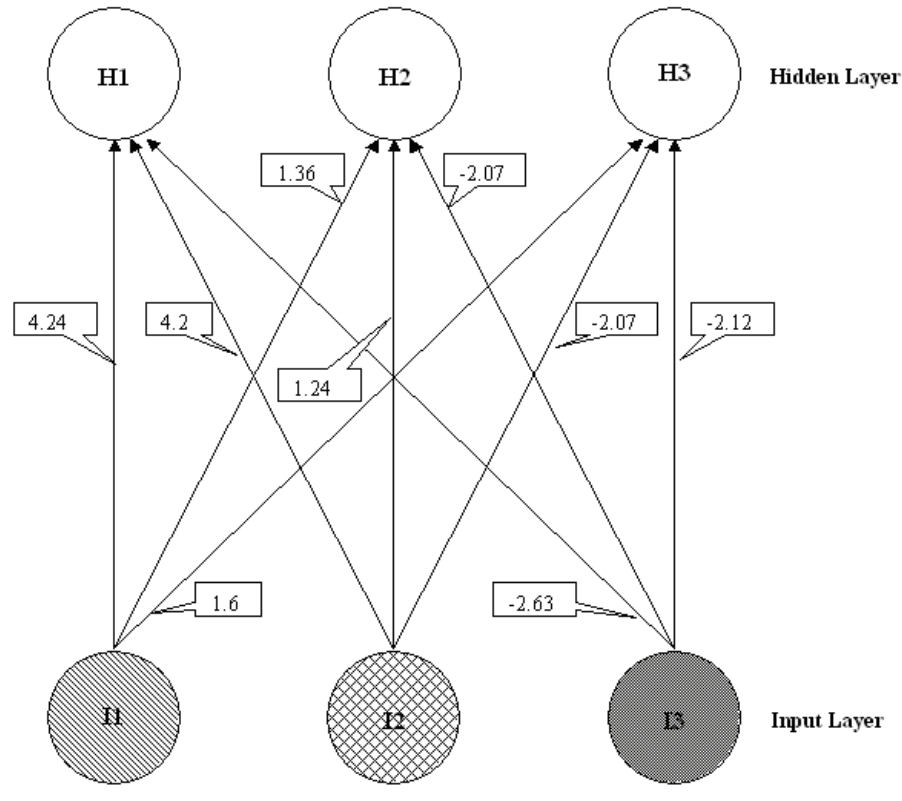 H1
H2
H3
Hidden Layer
1.36
-2.07
4.24
4.2
-2.07
-2.12
1.24
1.6
-2.63
I1
I2
I3
Input Layer